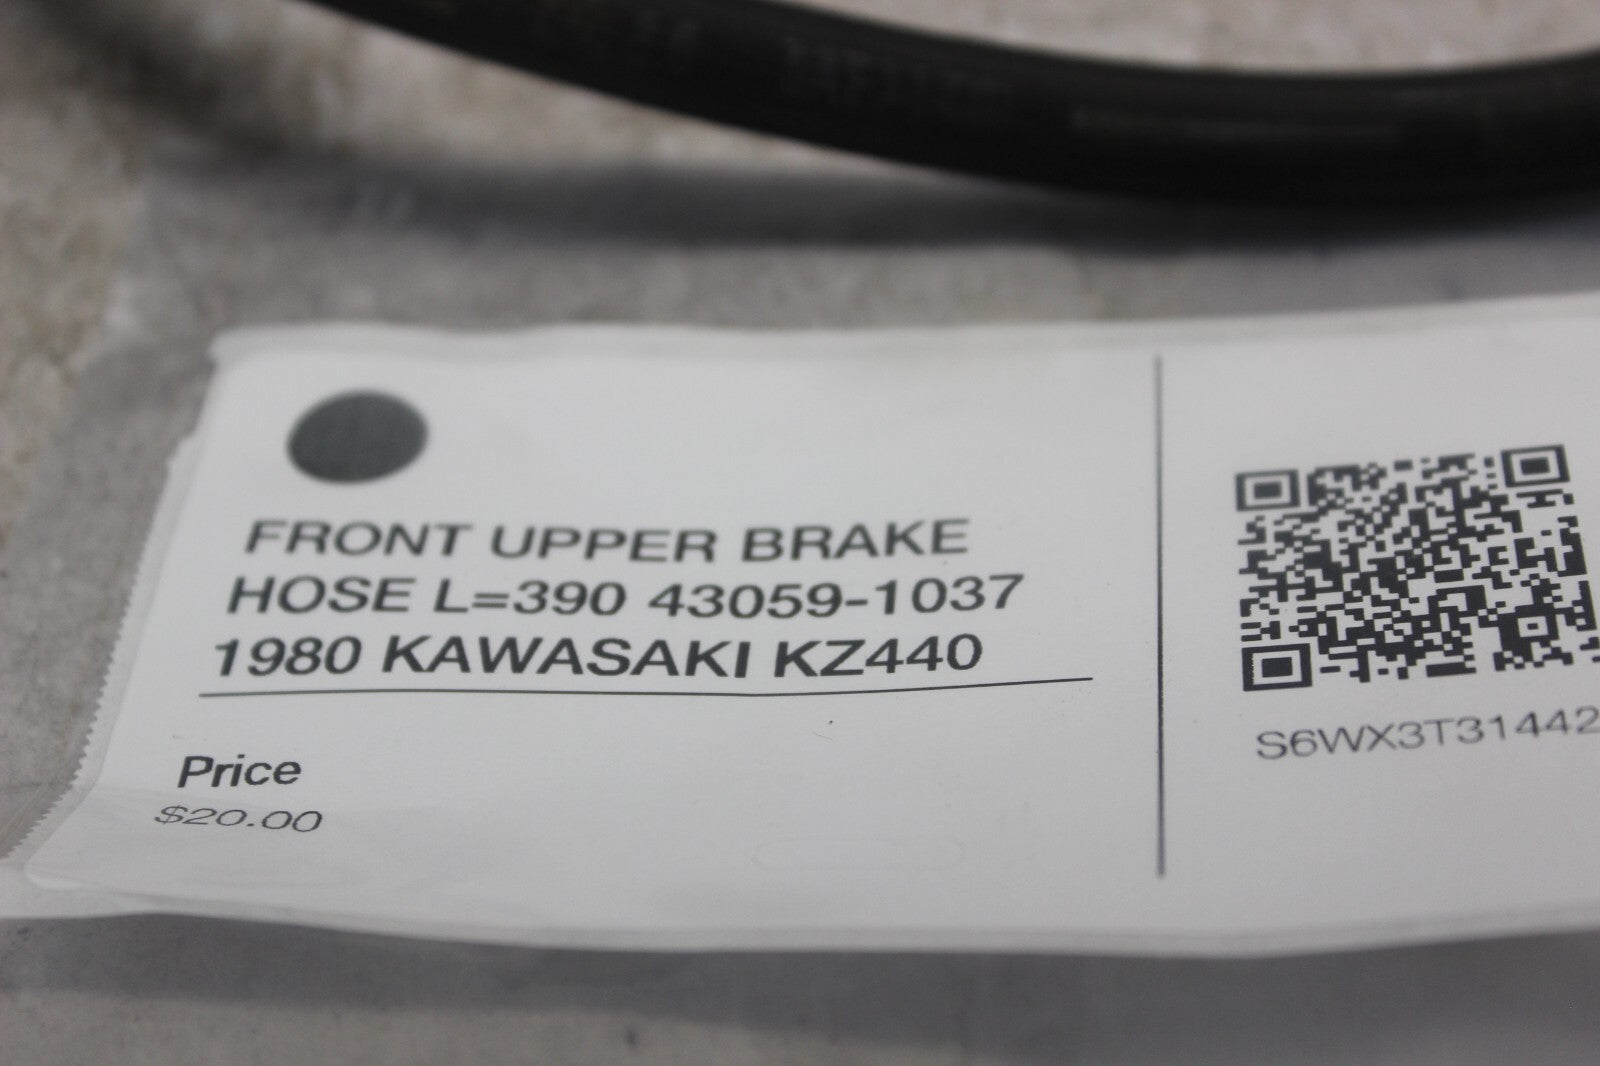 FRONT UPPER BRAKE
HOSE L=390 43059-1037
1980 KAWASAKI KZ440
Price
$20.00
S6WX3T31442